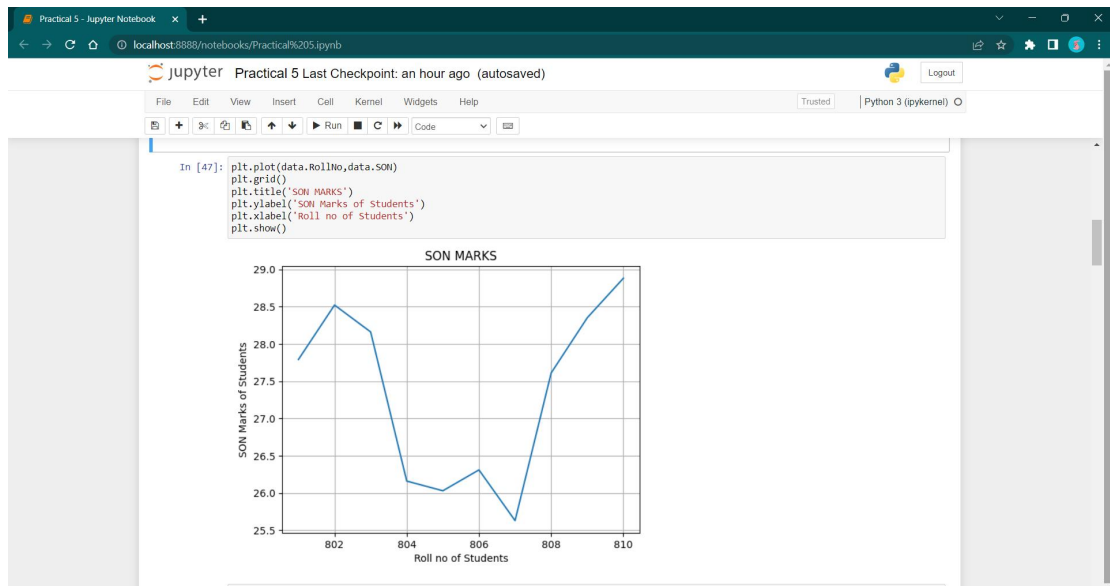 Practical 5 - Jupyter Notebook
localhost:8888/notebooks/Practical%205.ipynb
jupyter Practical 5 Last Checkpoint: an hour ago (autosaved)
Logout
File Edit View Insert Cell Kernel Widgets Help
Trusted Python 3 (ipykernel)
Run Code
In [47]: plt.plot(data.RollNo,data.SON)
plt.grid()
plt.title('SON MARKS')
plt.ylabel('SON Marks of Students')
plt.xlabel('Roll no of Students')
plt.show()
SON MARKS
29.0
28.5
28.0
27.5
27.0
26.5
26.0
25.5
SON Marks of Students
802 804 806 808 810
Roll no of Students